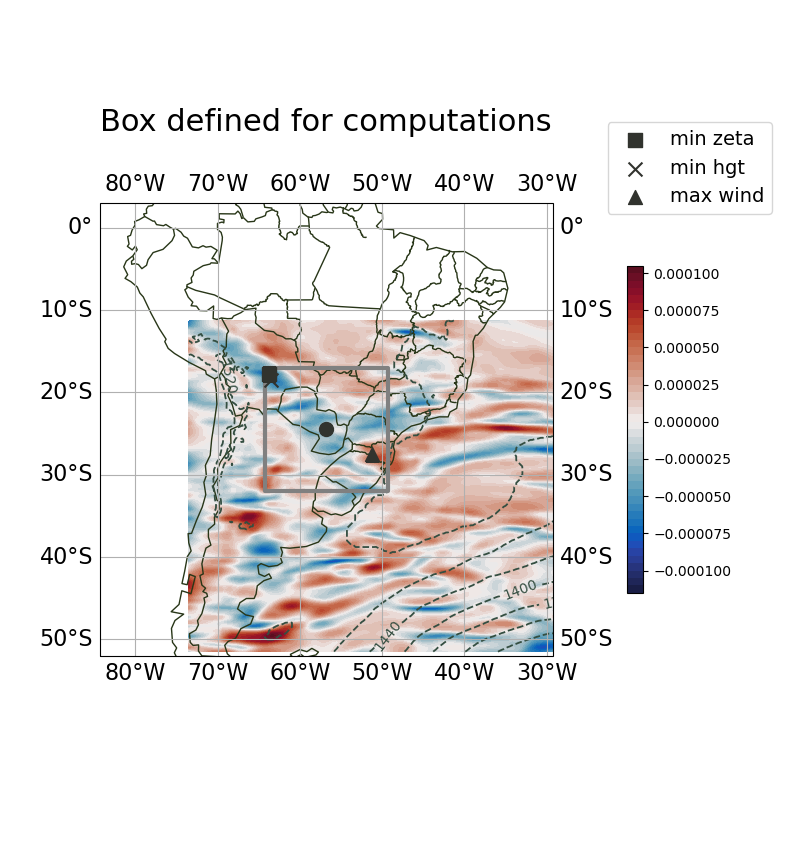 Box defined for computations
min zeta
min hgt
max wind
80°W 70°W 60°W 50°W 40°W 30°W
0° 0°
10°S 10°S
20°S 20°S
30°S 30°S
40°S 40°S
50°S 50°S
80°W 70°W 60°W 50°W 40°W 30°W
1400
1440
0.000100
0.000075
0.000050
0.000025
0.000000
−0.000025
−0.000050
−0.000075
−0.000100